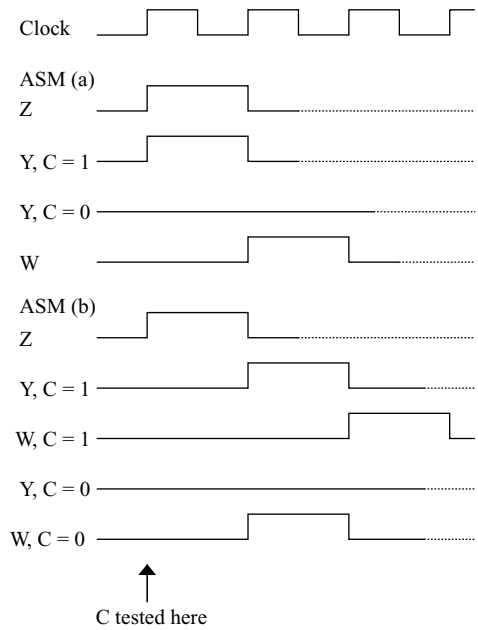 Clock
ASM (a)
Z
Y, C = 1
Y, C = 0
W
ASM (b)
Z
Y, C = 1
W, C = 1
Y, C = 0
W, C = 0
C tested here